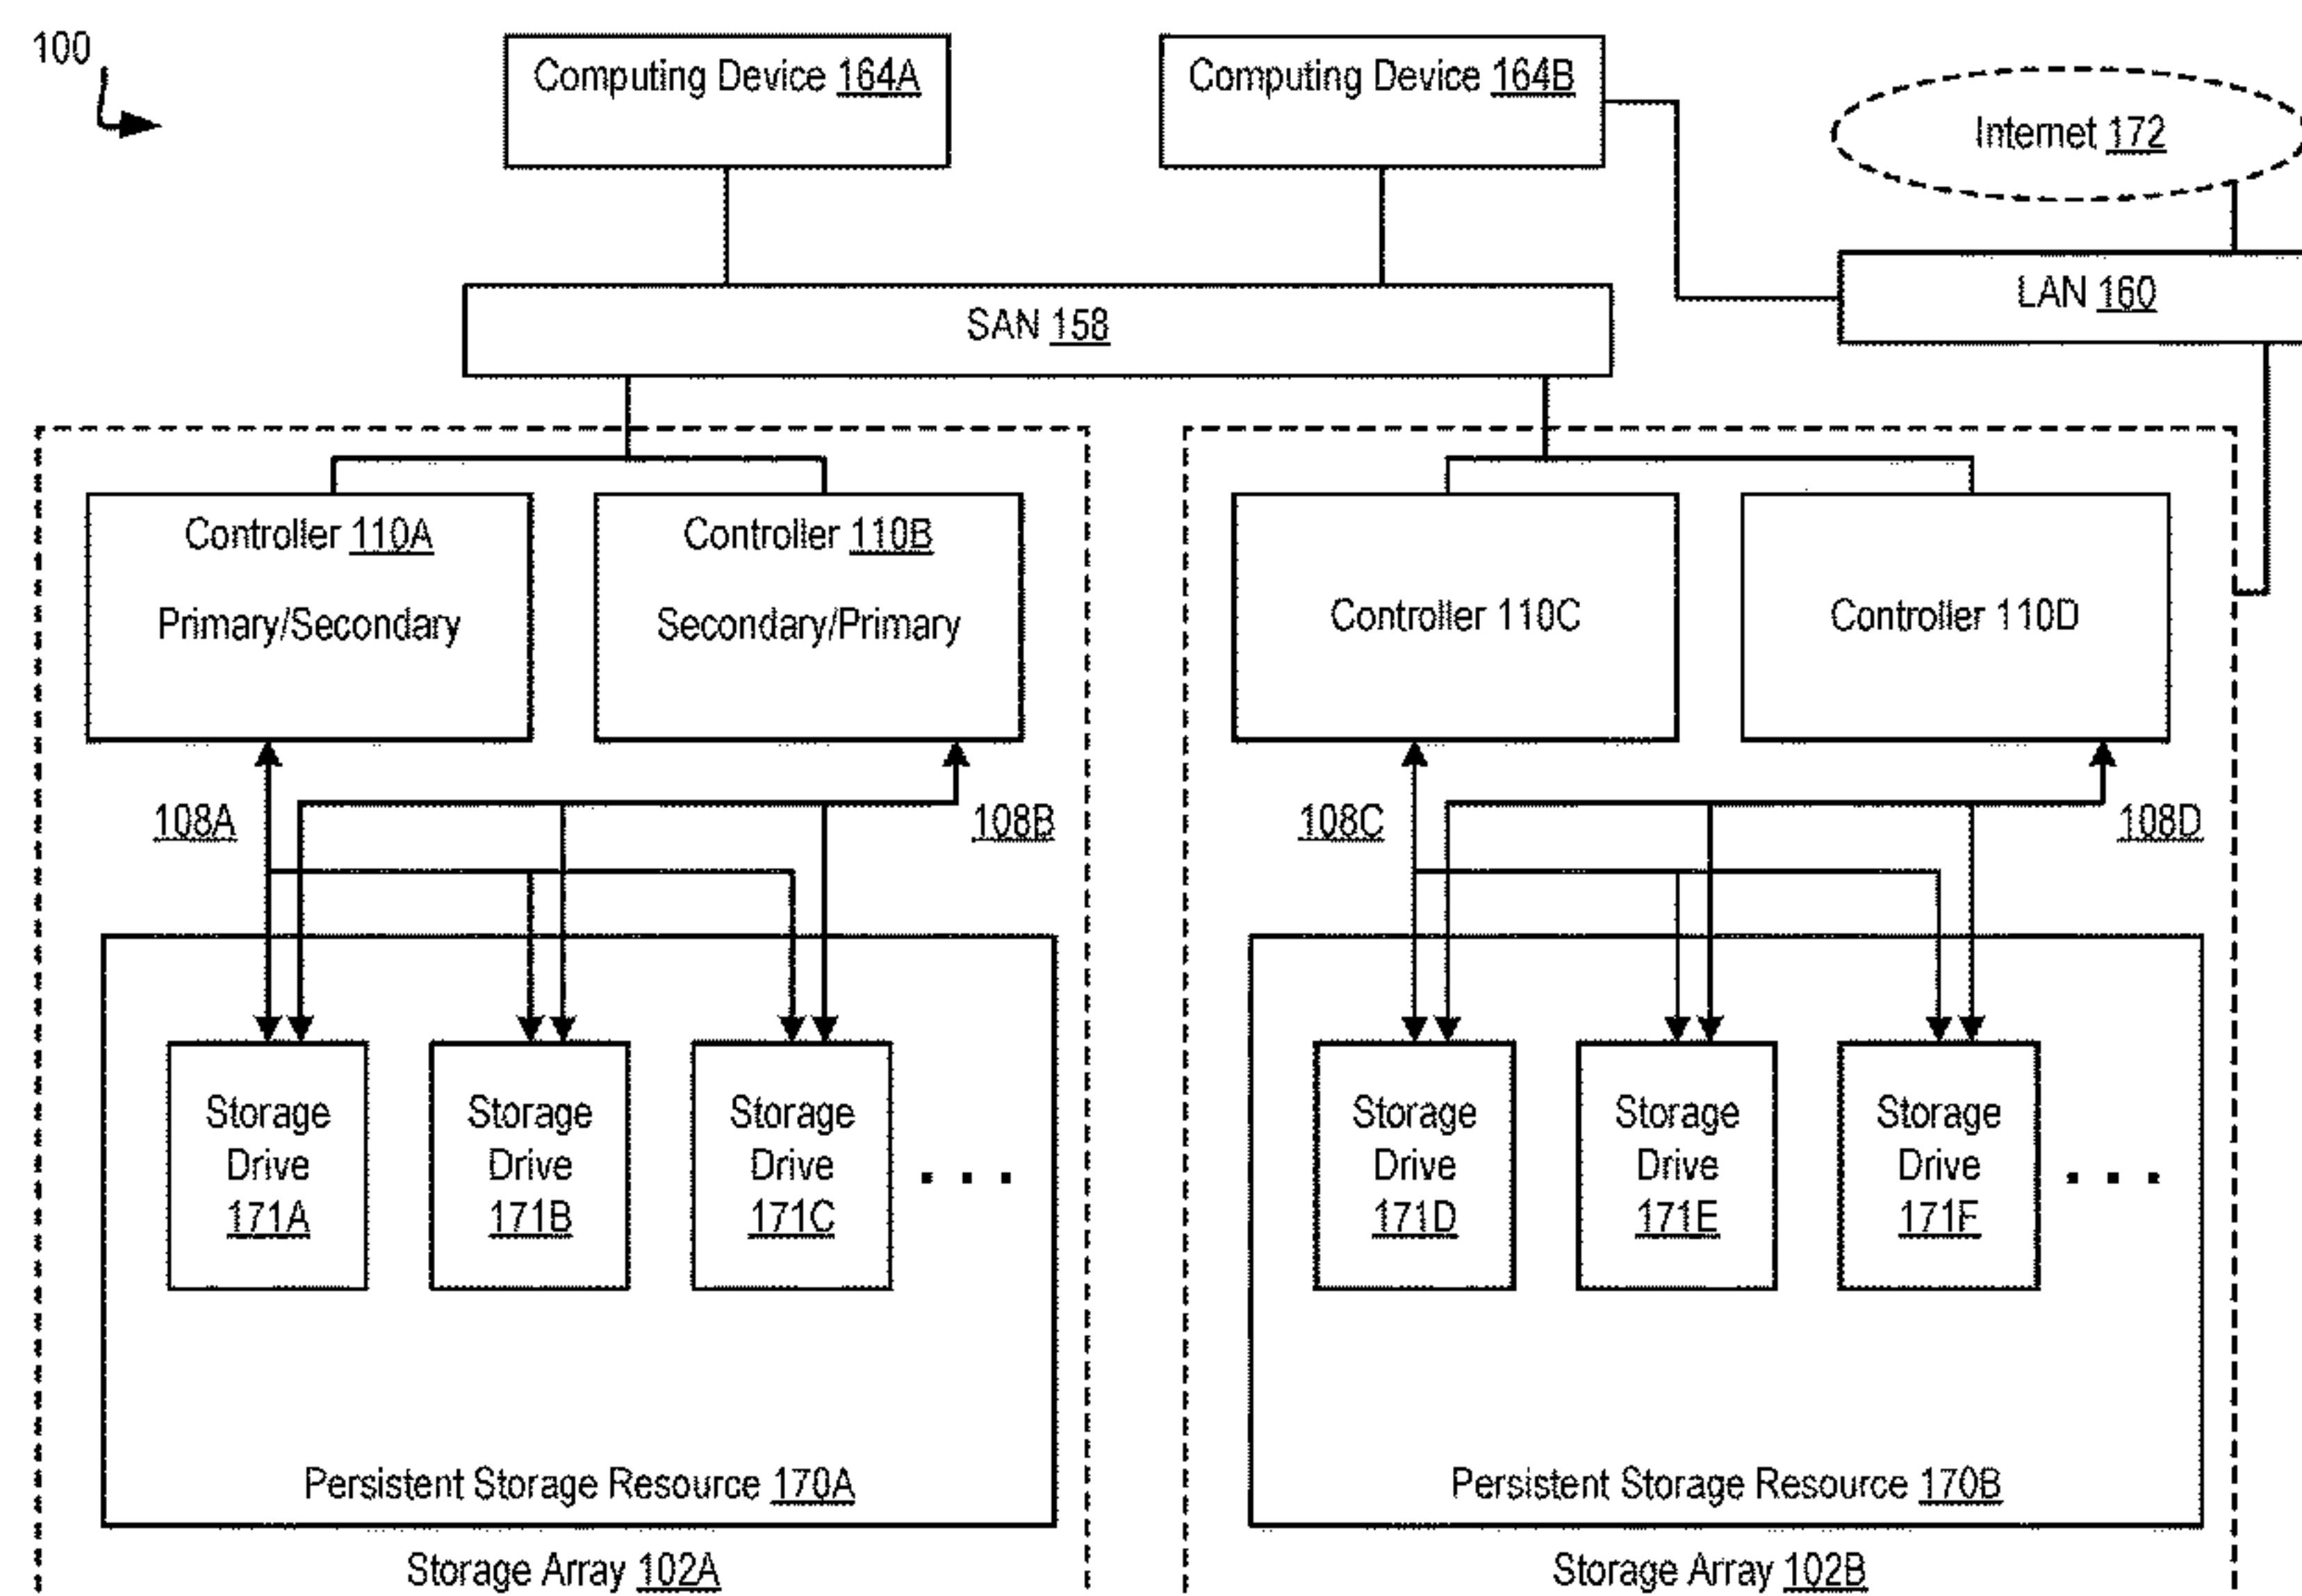 100
Computing Device 164A
Computing Device 164B
Internet 172
LAN 160
SAN 158
Controller 110A
Primary/Secondary
Controller 110B
Secondary/Primary
Controller 110C
Controller 110D
108A
108B
108C
108D
Storage
Drive
171A
Storage
Drive
171B
Storage
Drive
171C
. . .
Storage
Drive
171D
Storage
Drive
171E
Storage
Drive
171F
. . .
Persistent Storage Resource 170A
Persistent Storage Resource 170B
Storage Array 102A
Storage Array 102B